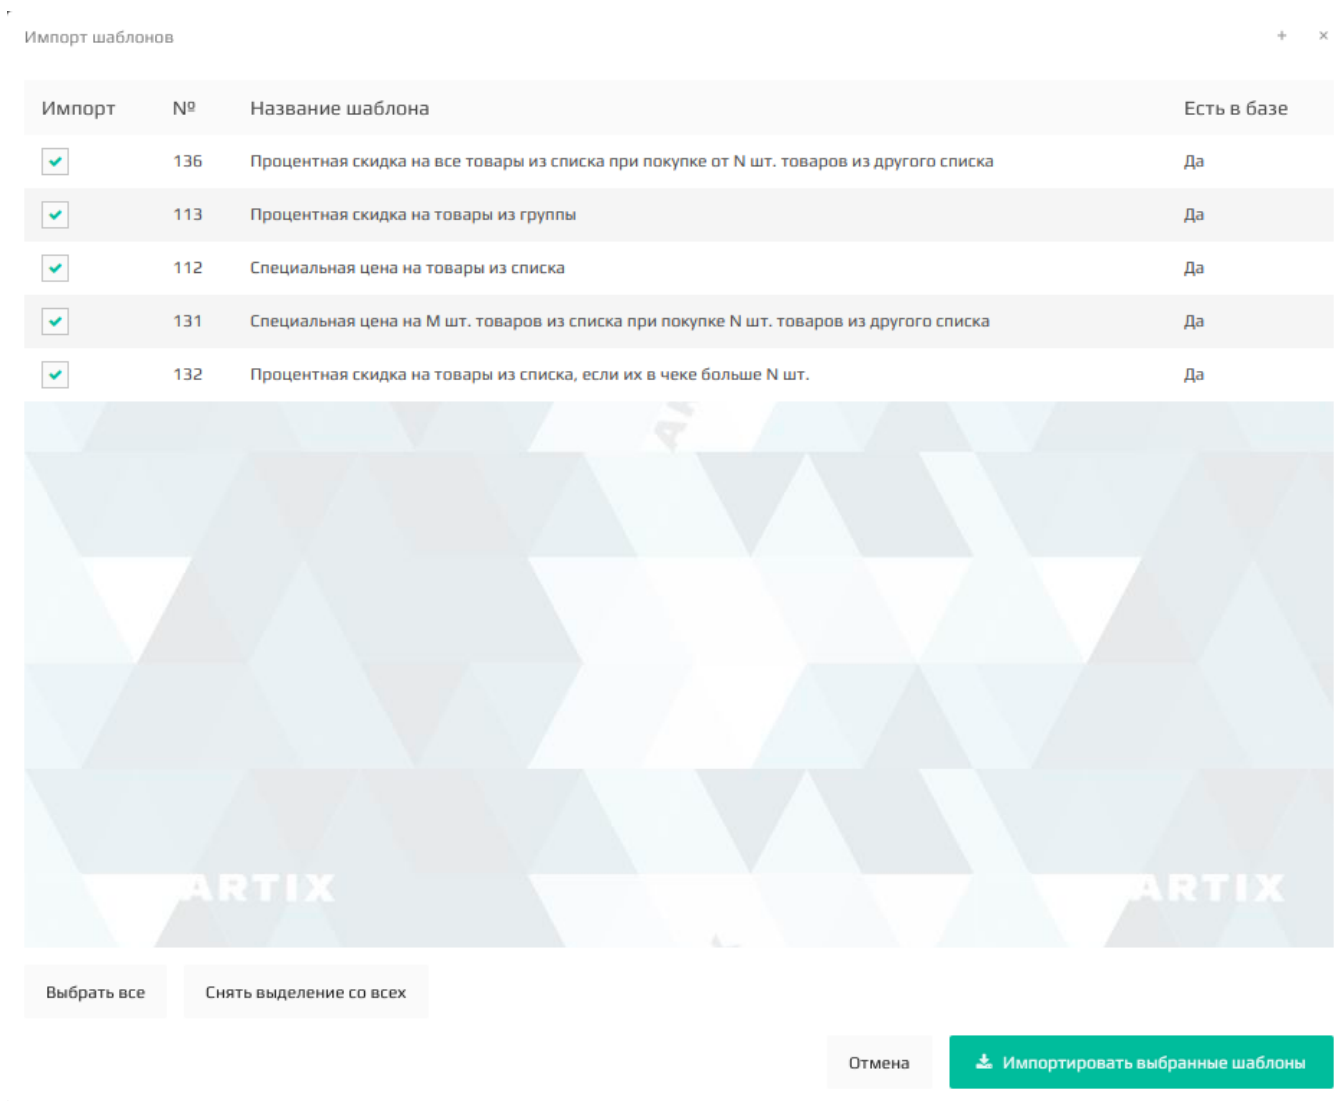 Импорт шаблонов
Импорт № Название шаблона Есть в базе
136 Процентная скидка на все товары из списка при покупке от N шт. товаров из другого списка Да
113 Процентная скидка на товары из группы Да
112 Специальная цена на товары из списка Да
131 Специальная цена на М шт. товаров из списка при покупке N шт. товаров из другого списка Да
132 Процентная скидка на товары из списка, если их в чеке больше N шт. Да
ARTIX ARTIX
Выбрать все Снять выделение со всех
Отмена Импортировать выбранные шаблоны